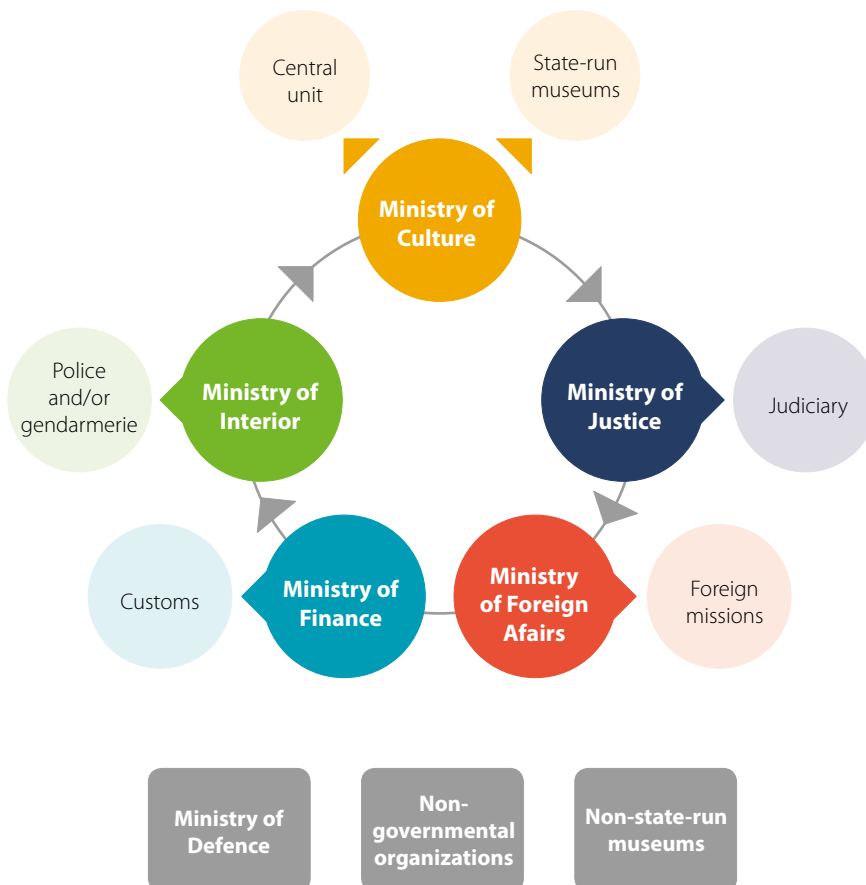 Central
unit
State-run
museums
Ministry of
Culture
Police
and/or
gendarmerie
Ministry of
Interior
Ministry of
Justice
Judiciary
Customs
Ministry of
Finance
Ministry
of Foreign
Afairs
Foreign
missions
Ministry of
Defence
Non-
governmental
organizations
Non-state-run
museums